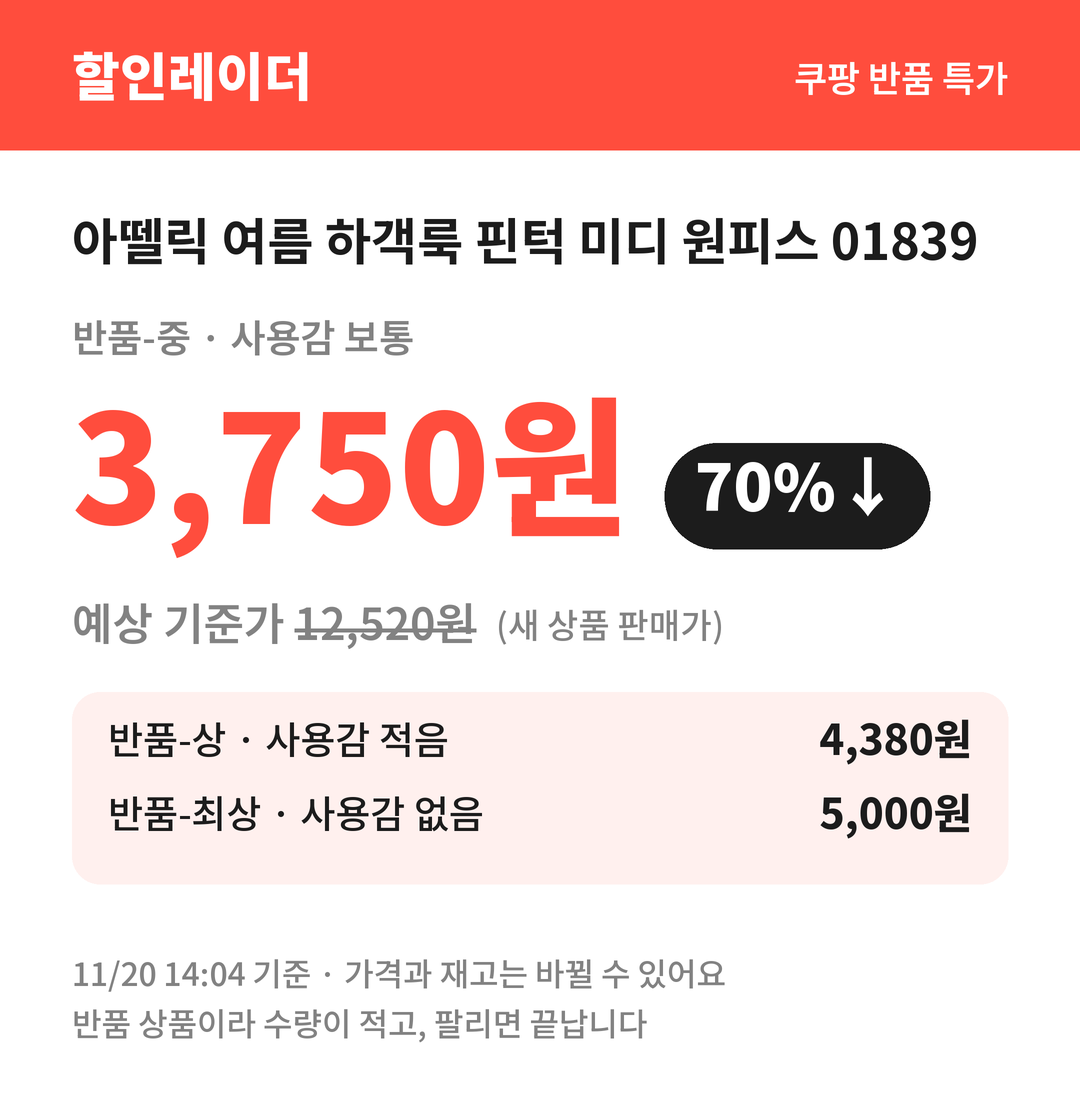 할인레이더
쿠팡 반품 특가
아뗄릭 여름 하객룩 핀턱 미디 원피스 01839
반품-중 · 사용감 보통
3,750원 70%↓
예상 기준가 12,520원 (새 상품 판매가)
반품-상 · 사용감 적음 4,380원
반품-최상 · 사용감 없음 5,000원
11/20 14:04 기준 · 가격과 재고는 바뀔 수 있어요
반품 상품이라 수량이 적고, 팔리면 끝납니다